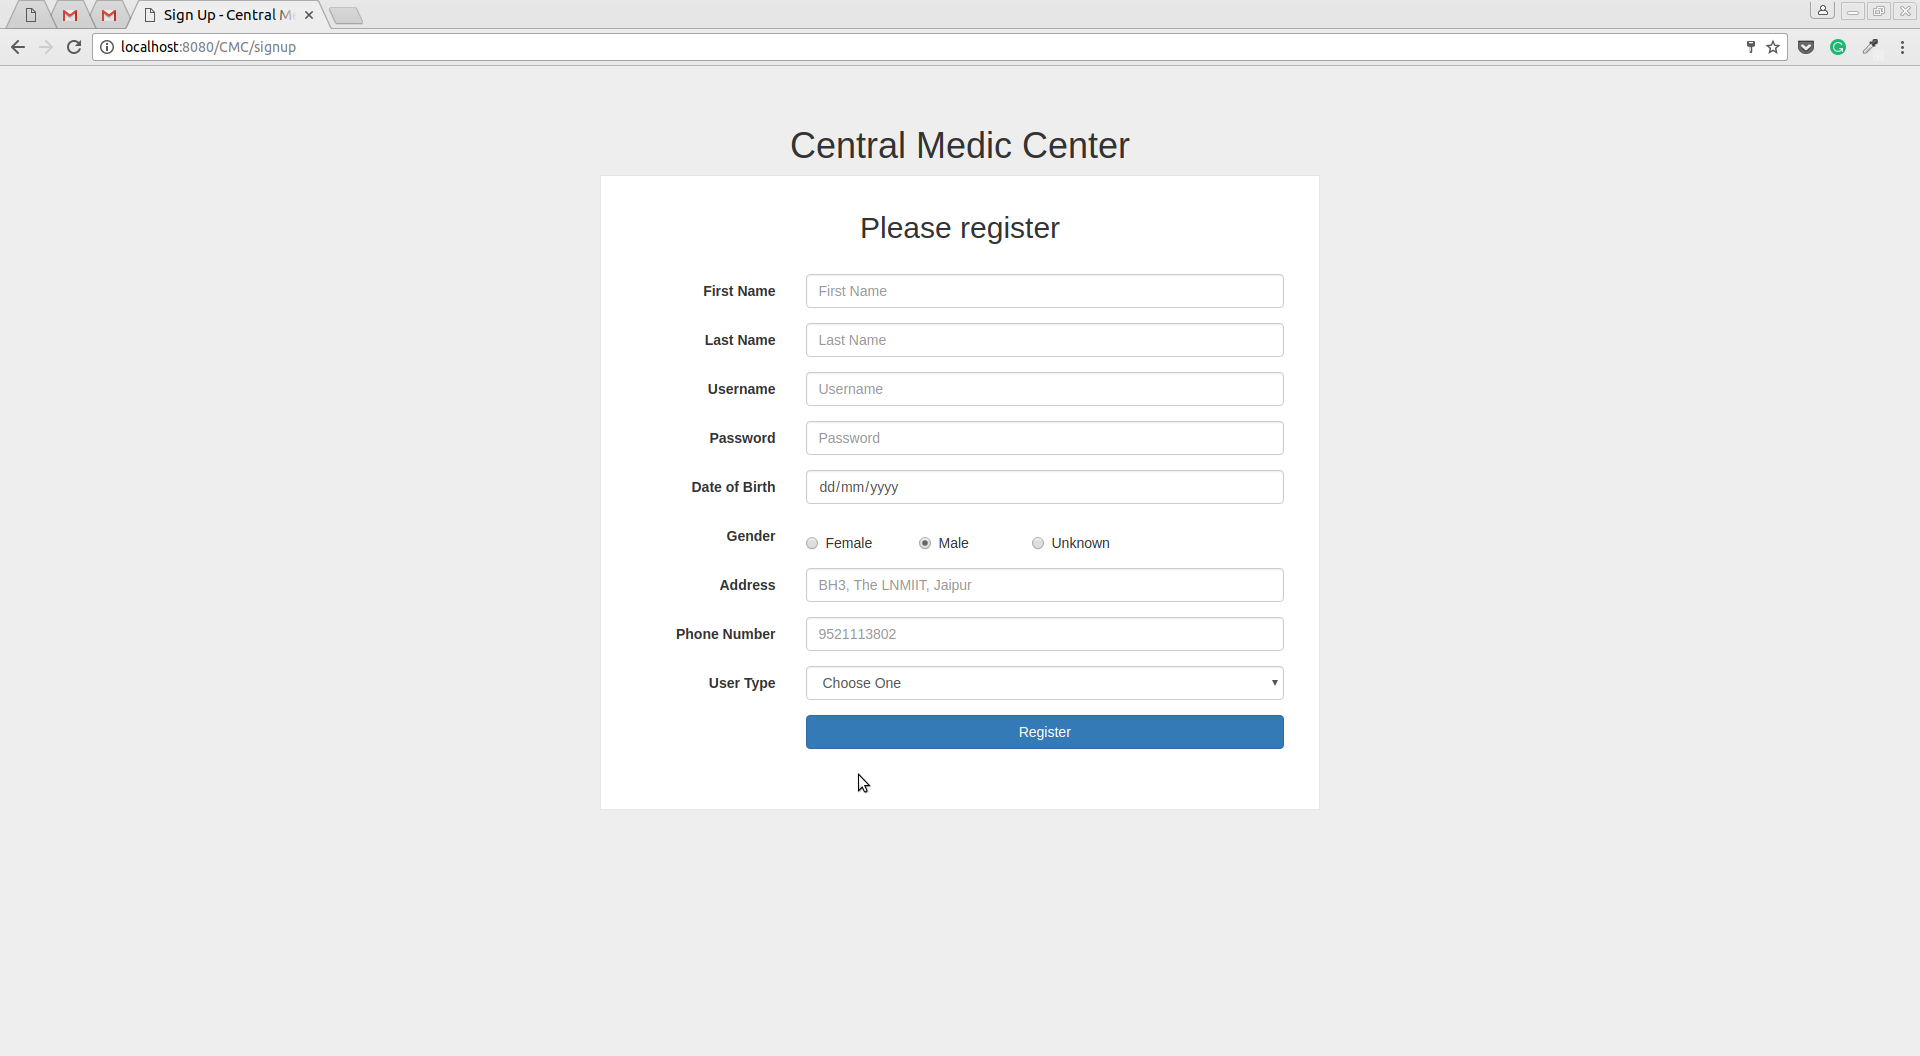 Sign Up - Central M
localhost:8080/CMC/signup
Central Medic Center
Please register
First Name First Name
Last Name Last Name
Username Username
Password Password
Date of Birth dd/mm/yyyy
Gender Female Male Unknown
Address BH3, The LNMIIT, Jaipur
Phone Number 9521113802
User Type Choose One
Register